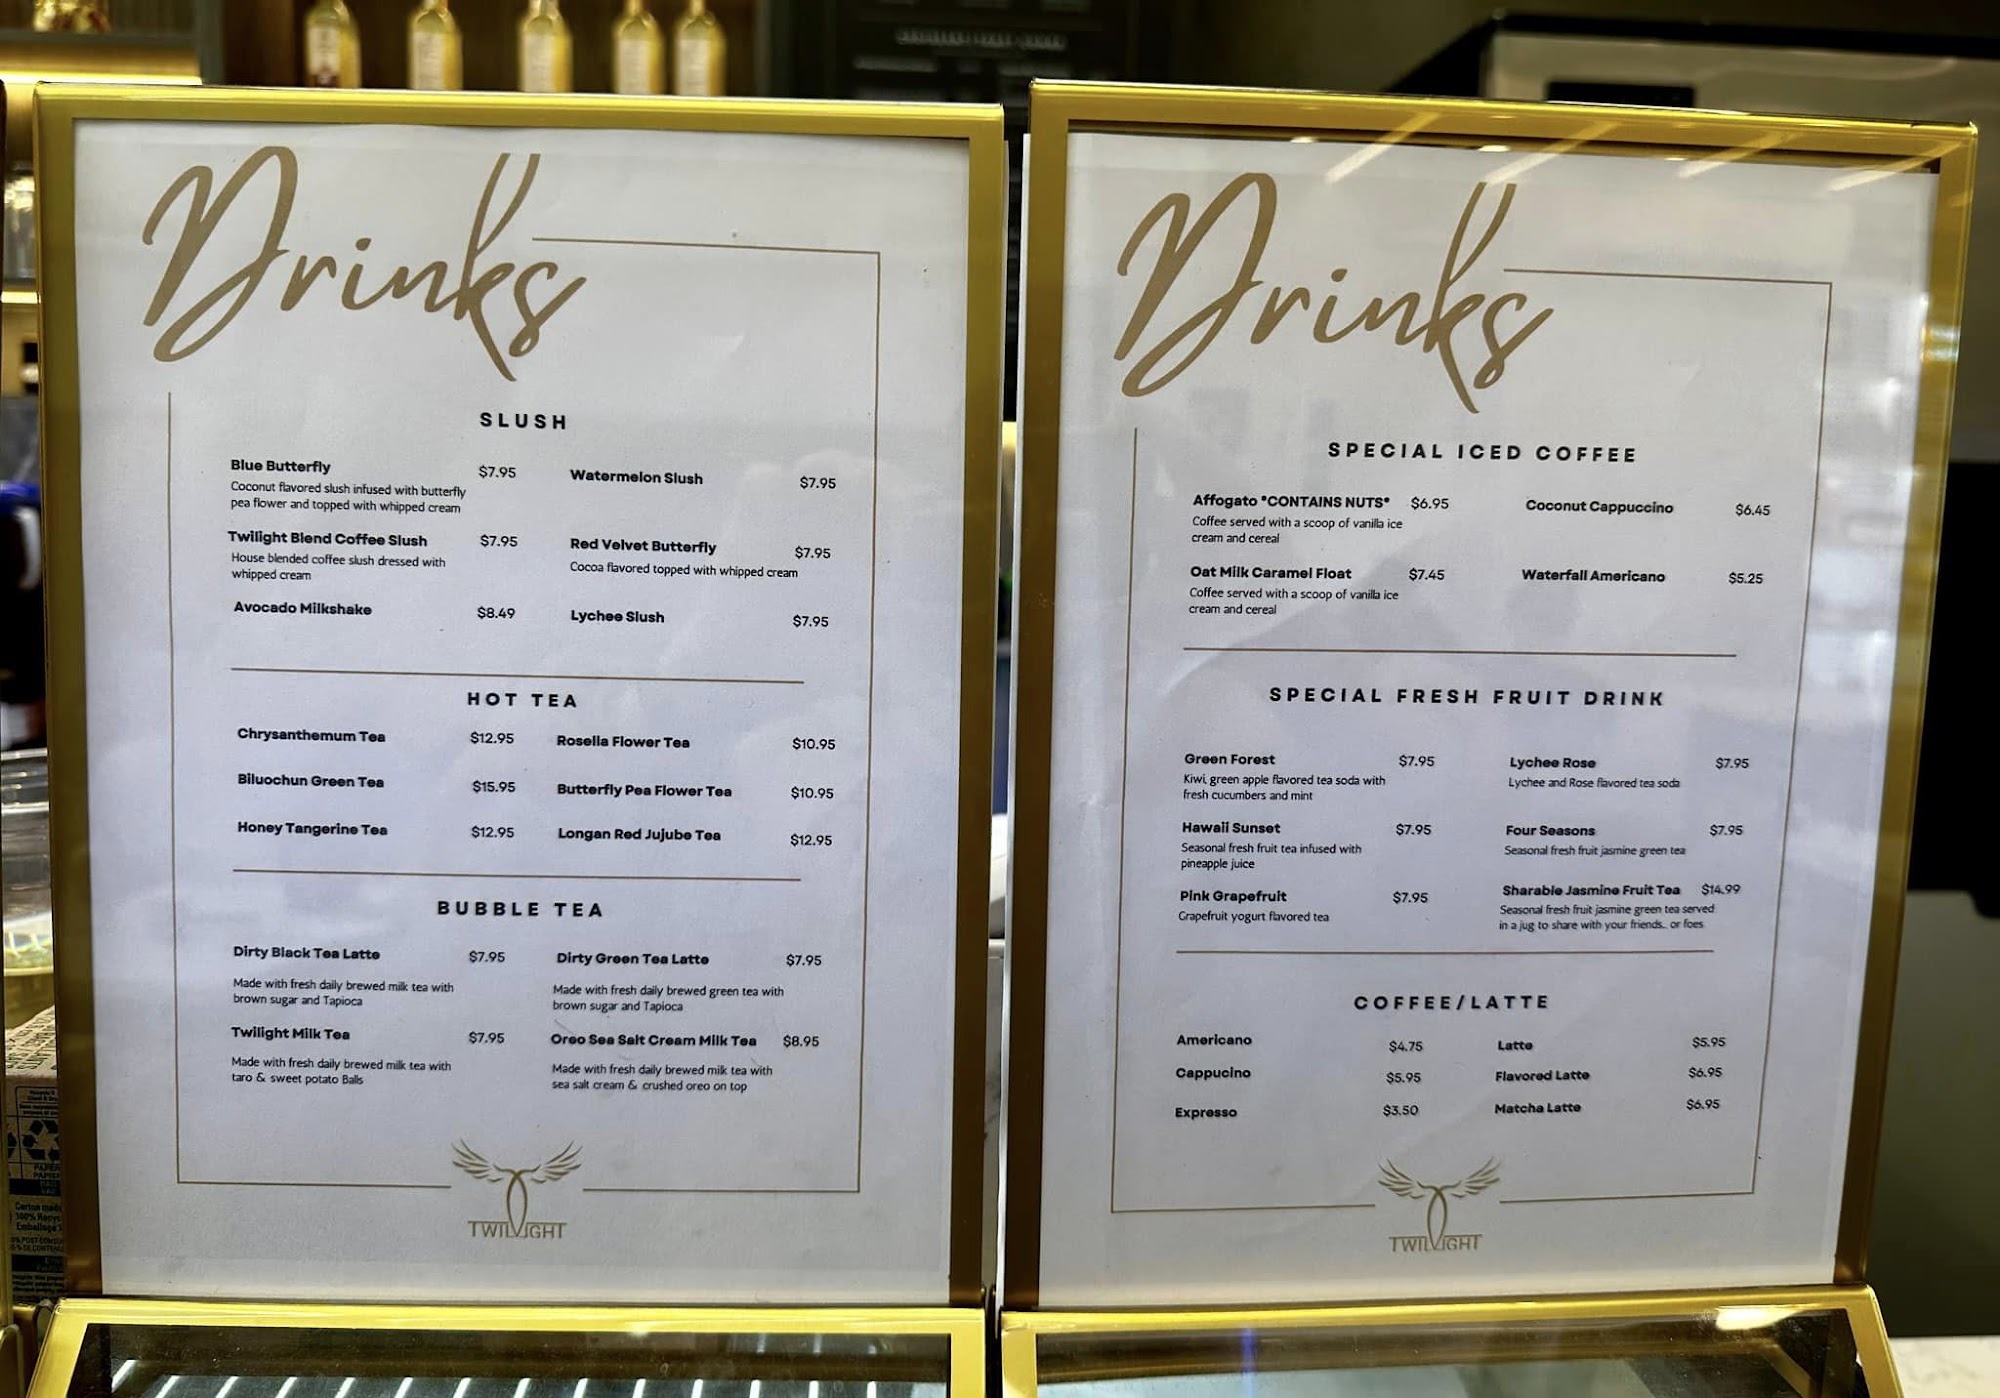 Drinks
SLUSH
Blue Butterfly $7.95
Coconut flavored slush infused with butterfly
pea flower and topped with whipped cream
Watermelon Slush $7.95
Twilight Blend Coffee Slush $7.95
House blended coffee slush dressed with
whipped cream
Red Velvet Butterfly $7.95
Cocoa flavored topped with whipped cream
Avocado Milkshake $8.49
Lychee Slush $7.95
HOT TEA
Chrysanthemum Tea $12.95
Rosella Flower Tea $10.95
Biluochun Green Tea $15.95
Butterfly Pea Flower Tea $10.95
Honey Tangerine Tea $12.95
Longan Red Jujube Tea $12.95
BUBBLE TEA
Dirty Black Tea Latte $7.95
Made with fresh daily brewed milk tea with
brown sugar and Tapioca
Dirty Green Tea Latte $7.95
Made with fresh daily brewed green tea with
brown sugar and Tapioca
Twilight Milk Tea $7.95
Made with fresh daily brewed milk tea with
taro & sweet potato Balls
Oreo Sea Salt Cream Milk Tea $8.95
Made with fresh daily brewed milk tea with
sea salt cream & crushed oreo on top
TWILIGHT
Drinks
SPECIAL ICED COFFEE
Affogato *CONTAINS NUTS* $6.95
Coffee served with a scoop of vanilla ice
cream and cereal
Coconut Cappuccino $6.45
Oat Milk Caramel Float $7.45
Coffee served with a scoop of vanilla ice
cream and cereal
Waterfall Americano $5.25
SPECIAL FRESH FRUIT DRINK
Green Forest $7.95
Kiwi, green apple flavored tea soda with
fresh cucumbers and mint
Lychee Rose $7.95
Lychee and Rose flavored tea soda
Hawaii Sunset $7.95
Seasonal fresh fruit tea infused with
pineapple juice
Four Seasons $7.95
Seasonal fresh fruit jasmine green tea
Pink Grapefruit $7.95
Grapefruit yogurt flavored tea
Sharable Jasmine Fruit Tea $14.99
Seasonal fresh fruit jasmine green tea served
in a jug to share with your friends.. or foes
COFFEE/LATTE
Americano $4.75
Latte $5.95
Cappucino $5.95
Flavored Latte $6.95
Expresso $3.50
Matcha Latte $6.95
TWILIGHT